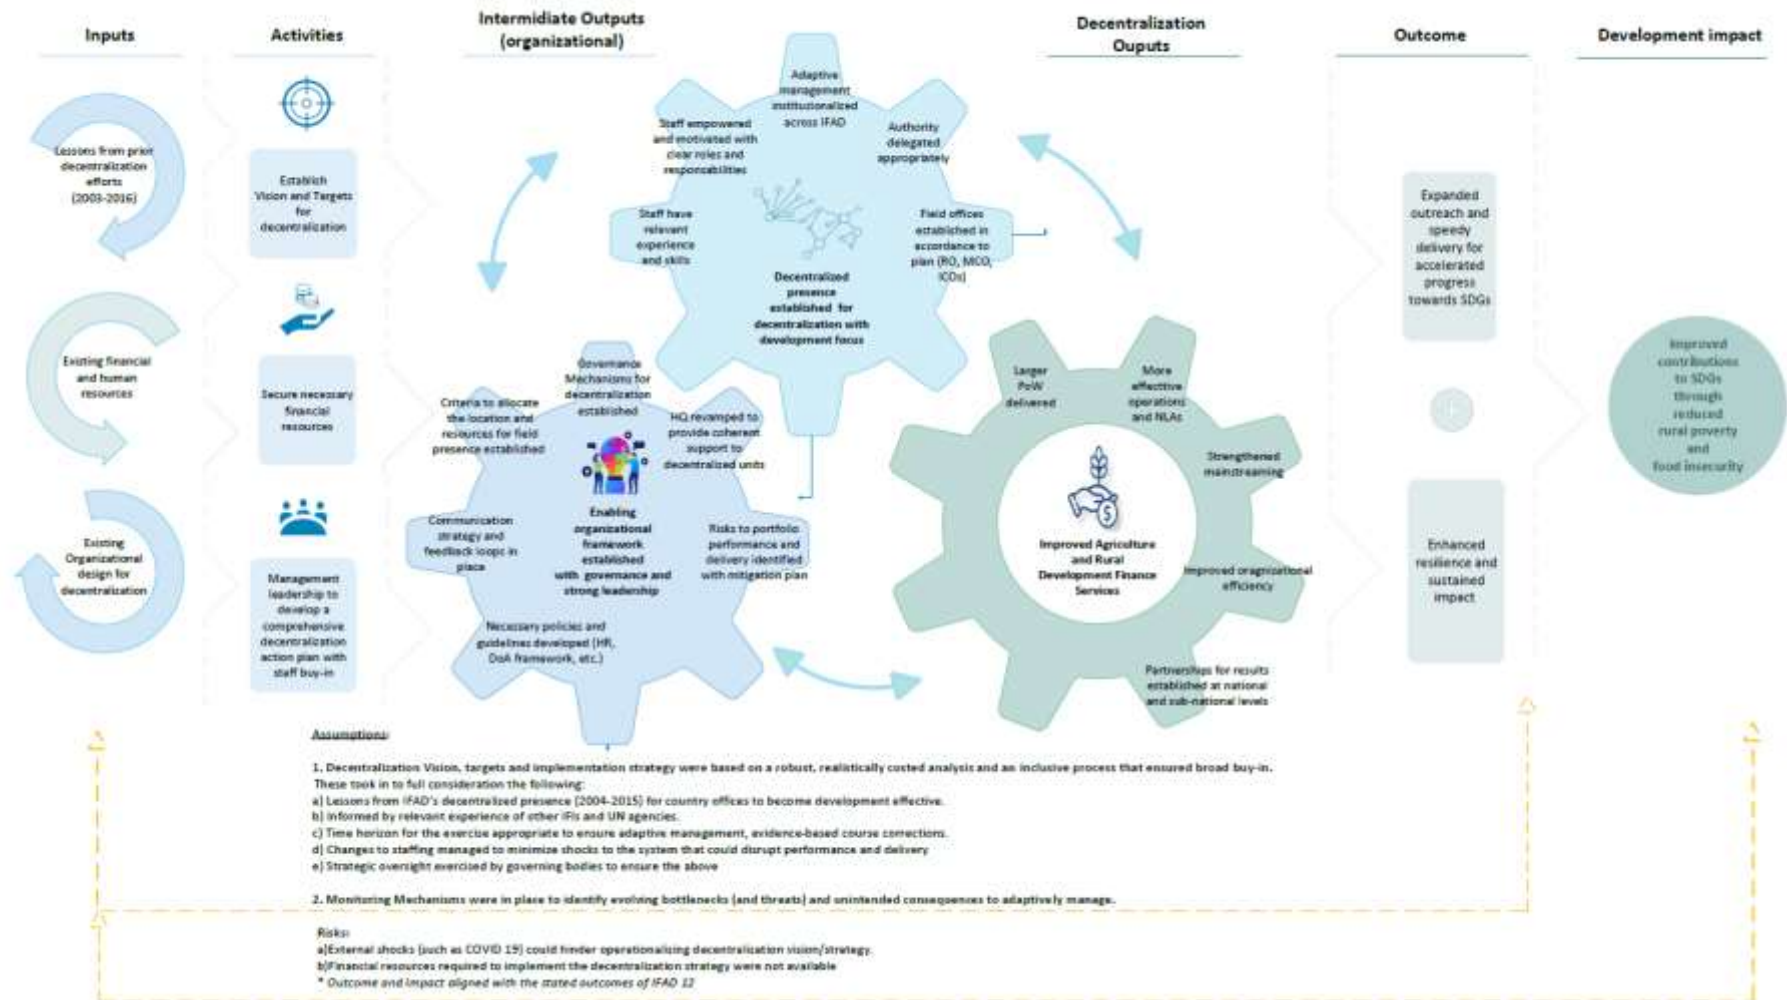 Inputs
Activities
Intermidiate Outputs
(organizational)
Decentralization
Ouputs
Outcome
Development impact
Lessons from prior
decentralization
efforts
(2003-2016)
Existing financial
and human
resources
Existing
Organizational
design for
decentralization
Establish
Vision and Targets
for
decentralization
Secure necessary
financial
resources
Management
leadership to
develop a
comprehensive
decentralization
action plan with
staff buy-in
Adaptive
management
institutionalized
across IFAD
Staff empowered
and motivated with
clear roles and
responsibilities
Authority
delegated
appropriately
Staff have
relevant
experience
and skills
Field offices
established in
accordance to
plan (RO, MCO,
ICOs)
Decentralized
presence
established for
decentralization with
development focus
Governance
Mechanisms for
decentralization
established
Criteria to allocate
the location and
resources for field
presence established
HQ revamped to
provide coherent
support to
decentralized units
Communication
strategy and
feedback loops in
place
Enabling
organizational
framework
established
with governance and
strong leadership
Risks to portfolio
performance and
delivery identified
with mitigation plan
Necessary policies and
guidelines developed (HR,
DoA framework, etc.)
Larger
PoW
delivered
More
effecttive
operations
and NLAs
Strengthened
mainstreaming
Improved Agriculture
and Rural
Development Finance
Services
Improved oragnizational
efficiency
Partnerships for results
established at national
and sub-national levels
Expanded
outreach and
speedy
delivery for
accelerated
progress
towards SDGs
Enhanced
resilience and
sustained
impact
Improved
contributions
to SDGs
through
reduced
rural poverty
and
food insecurity
Assumptions:
1. Decentralization Vision, targets and implementation strategy were based on a robust, realistically costed analysis and an inclusive process that ensured broad buy-in.
These took in to full consideration the following:
a) Lessons from IFAD's decentralized presence (2004-2015) for country offices to become development effective.
b) Informed by relevant experience of other IFIs and UN agencies.
c) Time horizon for the exercise appropriate to ensure adaptive management, evidence-based course corrections.
d) Changes to staffing managed to minimize shocks to the system that could disrupt performance and delivery
e) Strategic oversight exercised by governing bodies to ensure the above
2. Monitoring Mechanisms were in place to identify evolving bottlenecks (and threats) and unintended consequences to adaptively manage.
Risks:
a)External shocks (such as COVID 19) could hinder operationalising decentralization vision/strategy.
b)Financial resources required to implement the decentralization strategy were not available
* Outcome and Impact aligned with the stated outcomes of IFAD 12